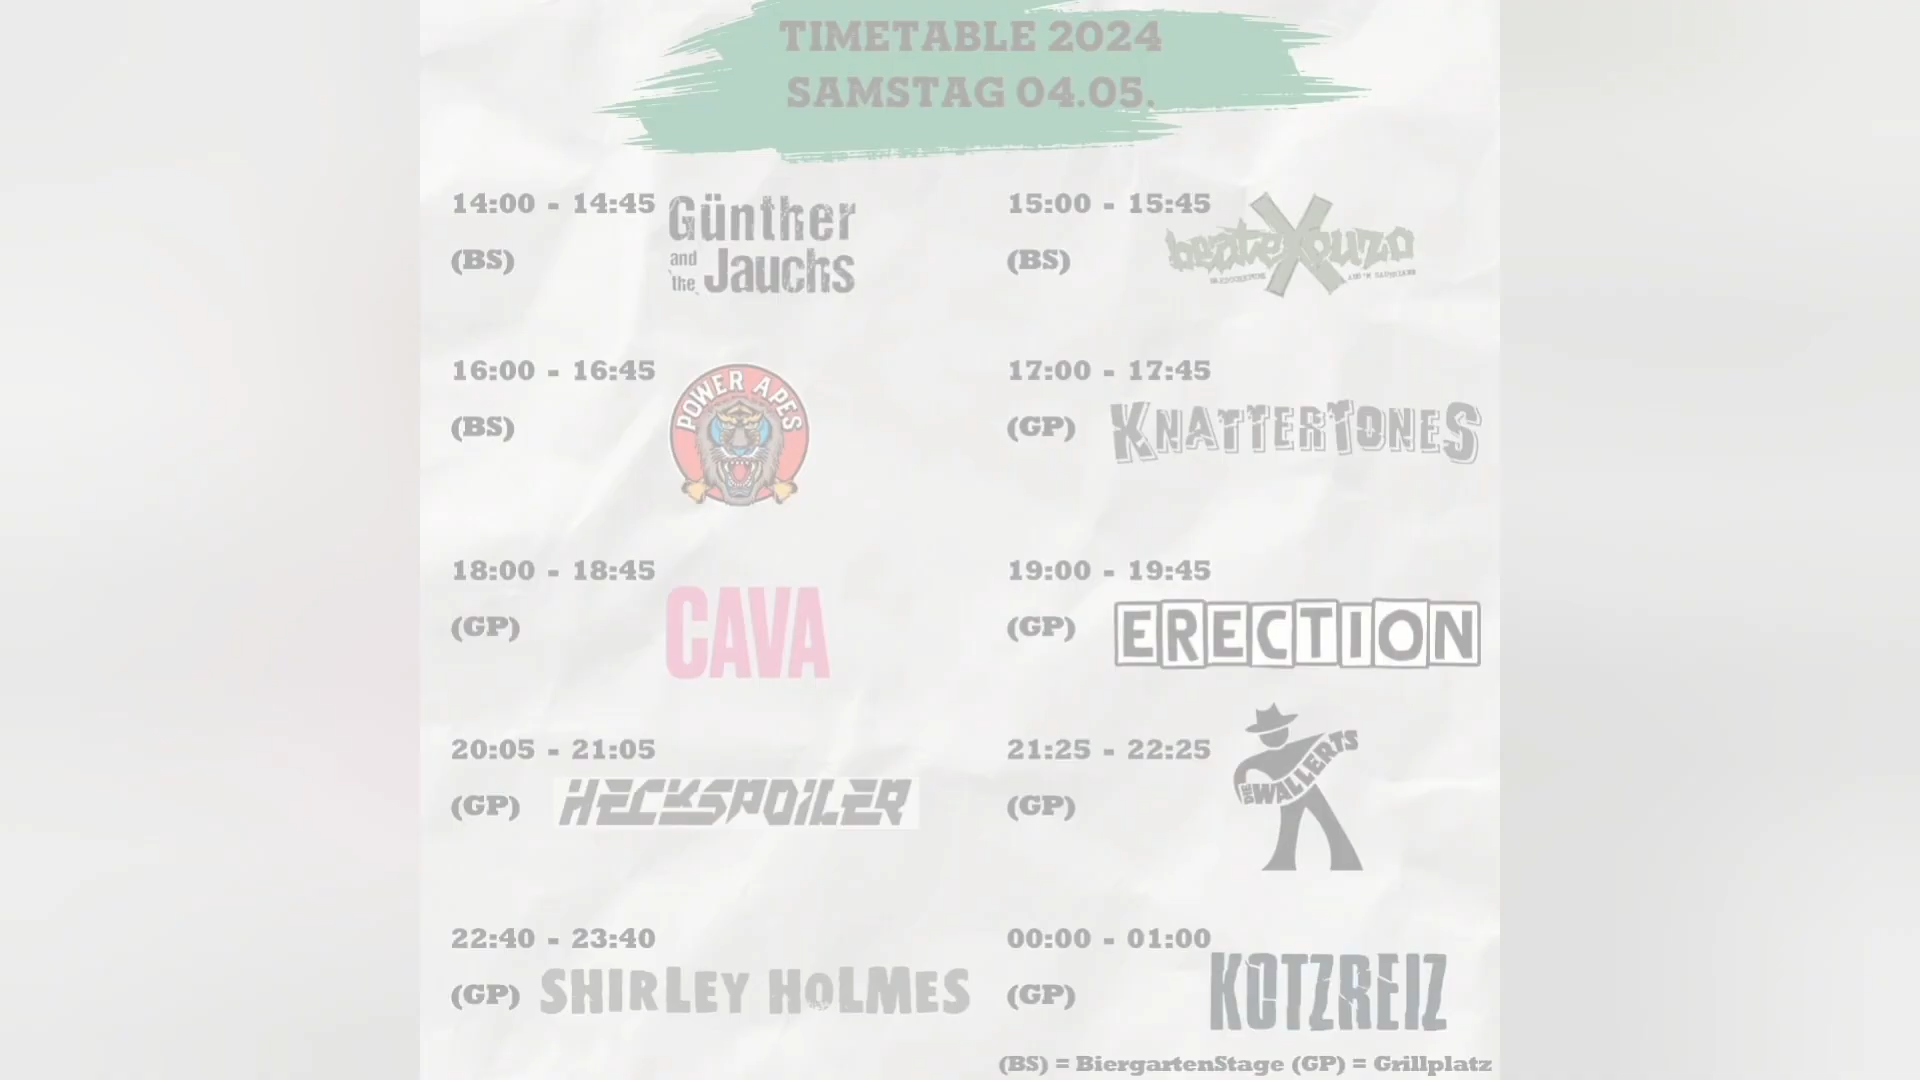 TIMETABLE 2024
SAMSTAG 04.05.
14:00 - 14:45
(BS)
Günther
and the Jauchs
15:00 - 15:45
(BS)
beateXouzo
16:00 - 16:45
(BS)
POWER APES
17:00 - 17:45
(GP)
KNATTERTONES
18:00 - 18:45
(GP)
CAVA
19:00 - 19:45
(GP)
ERECTION
20:05 - 21:05
(GP)
HECKSPOILER
21:25 - 22:25
(GP)
THE WALLERTS
22:40 - 23:40
(GP)
SHIRLEY HOLMES
00:00 - 01:00
(GP)
KOTZREIZ
(BS) = BiergartenStage (GP) = Grillplatz